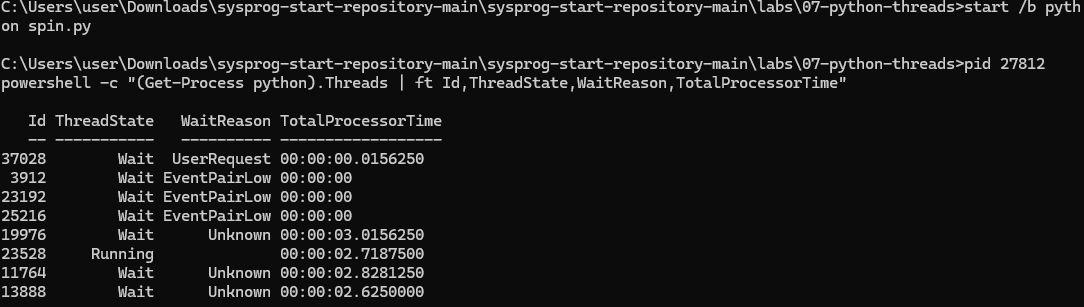 C:\Users\user\Downloads\sysprog-start-repository-main\sysprog-start-repository-main\labs\07-python-threads>start /b pyth
on spin.py
C:\Users\user\Downloads\sysprog-start-repository-main\sysprog-start-repository-main\labs\07-python-threads>pid 27812
powershell -c "(Get-Process python).Threads | ft Id,ThreadState,WaitReason,TotalProcessorTime"
   Id ThreadState   WaitReason TotalProcessorTime
   -- -----------   ---------- ------------------
37028        Wait  UserRequest 00:00:00.0156250
 3912        Wait EventPairLow 00:00:00
23192        Wait EventPairLow 00:00:00
25216        Wait EventPairLow 00:00:00
19976        Wait      Unknown 00:00:03.0156250
23528     Running              00:00:02.7187500
11764        Wait      Unknown 00:00:02.8281250
13888        Wait      Unknown 00:00:02.6250000